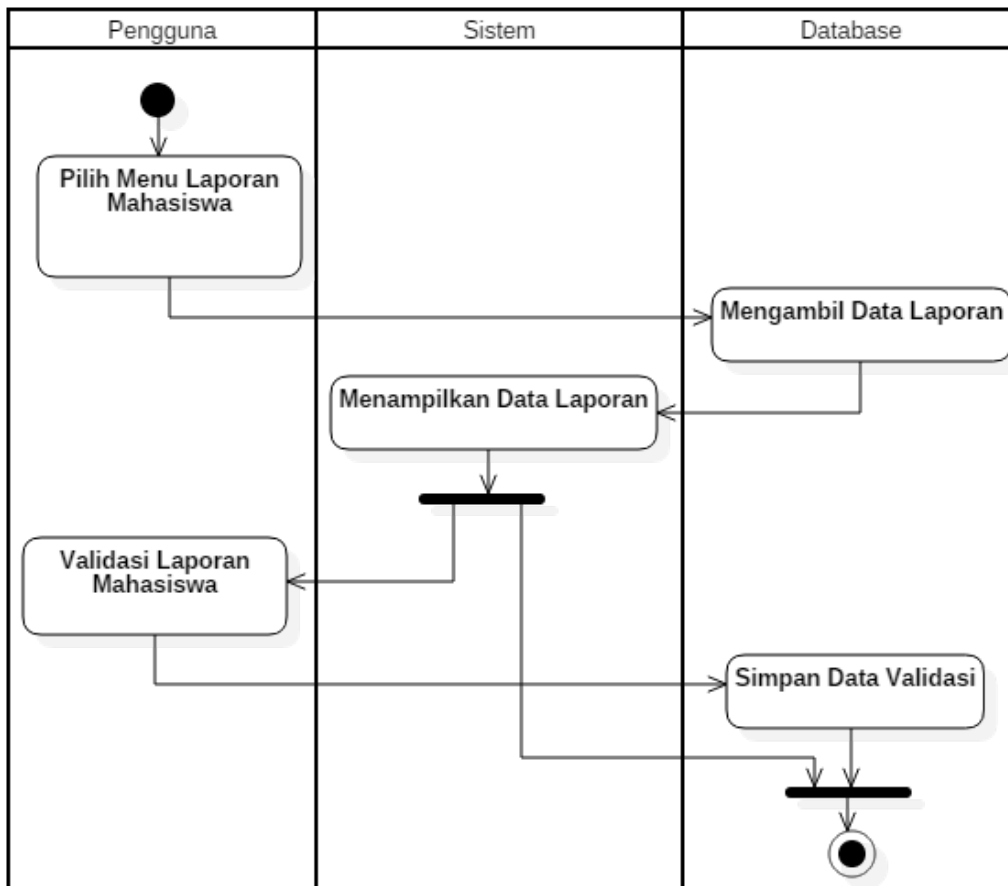 Pengguna
Sistem
Database
Pilih Menu Laporan
Mahasiswa
Mengambil Data Laporan
Menampilkan Data Laporan
Validasi Laporan
Mahasiswa
Simpan Data Validasi